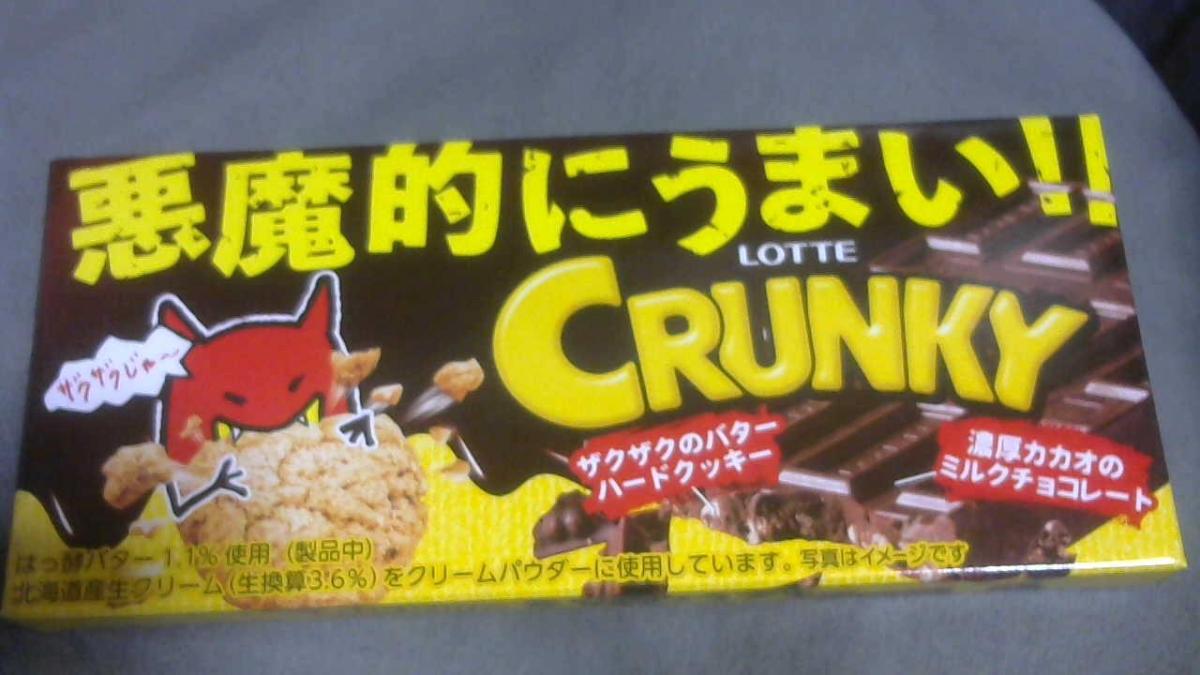 悪魔的にうまい!!
LOTTE
CRUNKY
ザクザクじゃ〜
ザクザクのバター
ハードクッキー
濃厚カカオの
ミルクチョコレート
はっ酵バター1.1%使用(製品中)
北海道産生クリーム(生換算3.6%)をクリームパウダーに使用しています。写真はイメージです